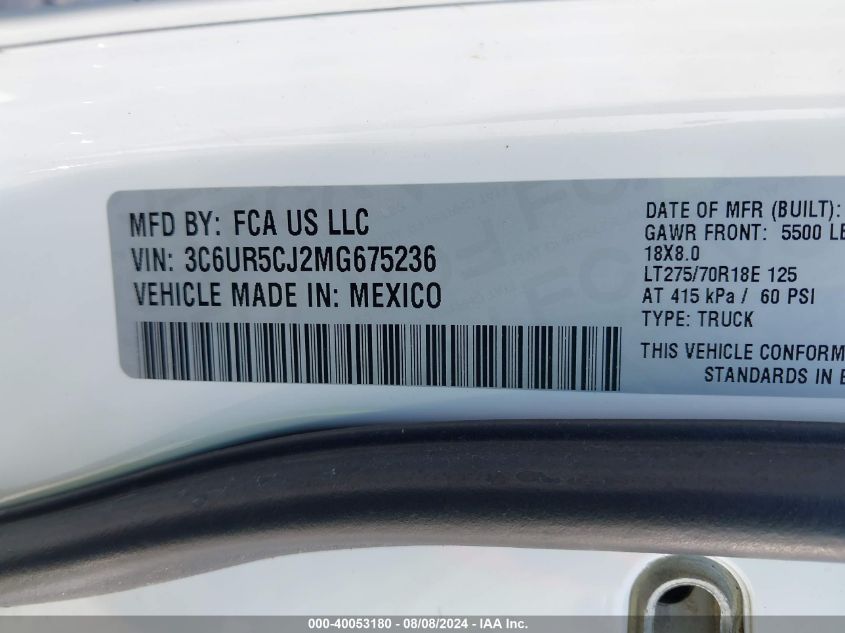 MFD BY: FCA US LLC
VIN: 3C6UR5CJ2MG675236
VEHICLE MADE IN: MEXICO
DATE OF MFR (BUILT):
GAWR FRONT: 5500 LB
18X8.0
LT275/70R18E 125
AT 415 kPa / 60 PSI
TYPE: TRUCK
THIS VEHICLE CONFORM
STANDARDS IN E
000-40053180 - 08/08/2024 - IAA Inc.